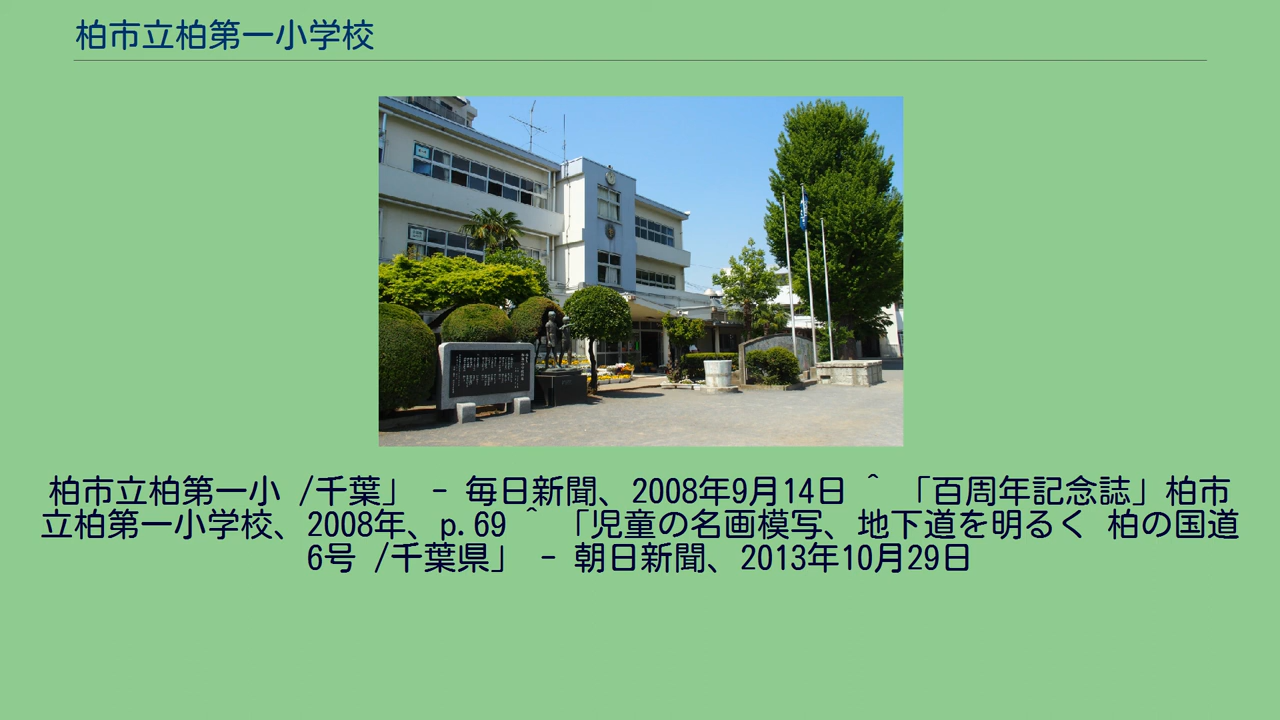 柏市立柏第一小学校
柏市立柏第一小 /千葉」 - 毎日新聞、2008年9月14日 ^ 「百周年記念誌」柏市
立柏第一小学校、2008年、p.69 ^ 「児童の名画模写、地下道を明るく 柏の国道
6号 /千葉県」 - 朝日新聞、2013年10月29日